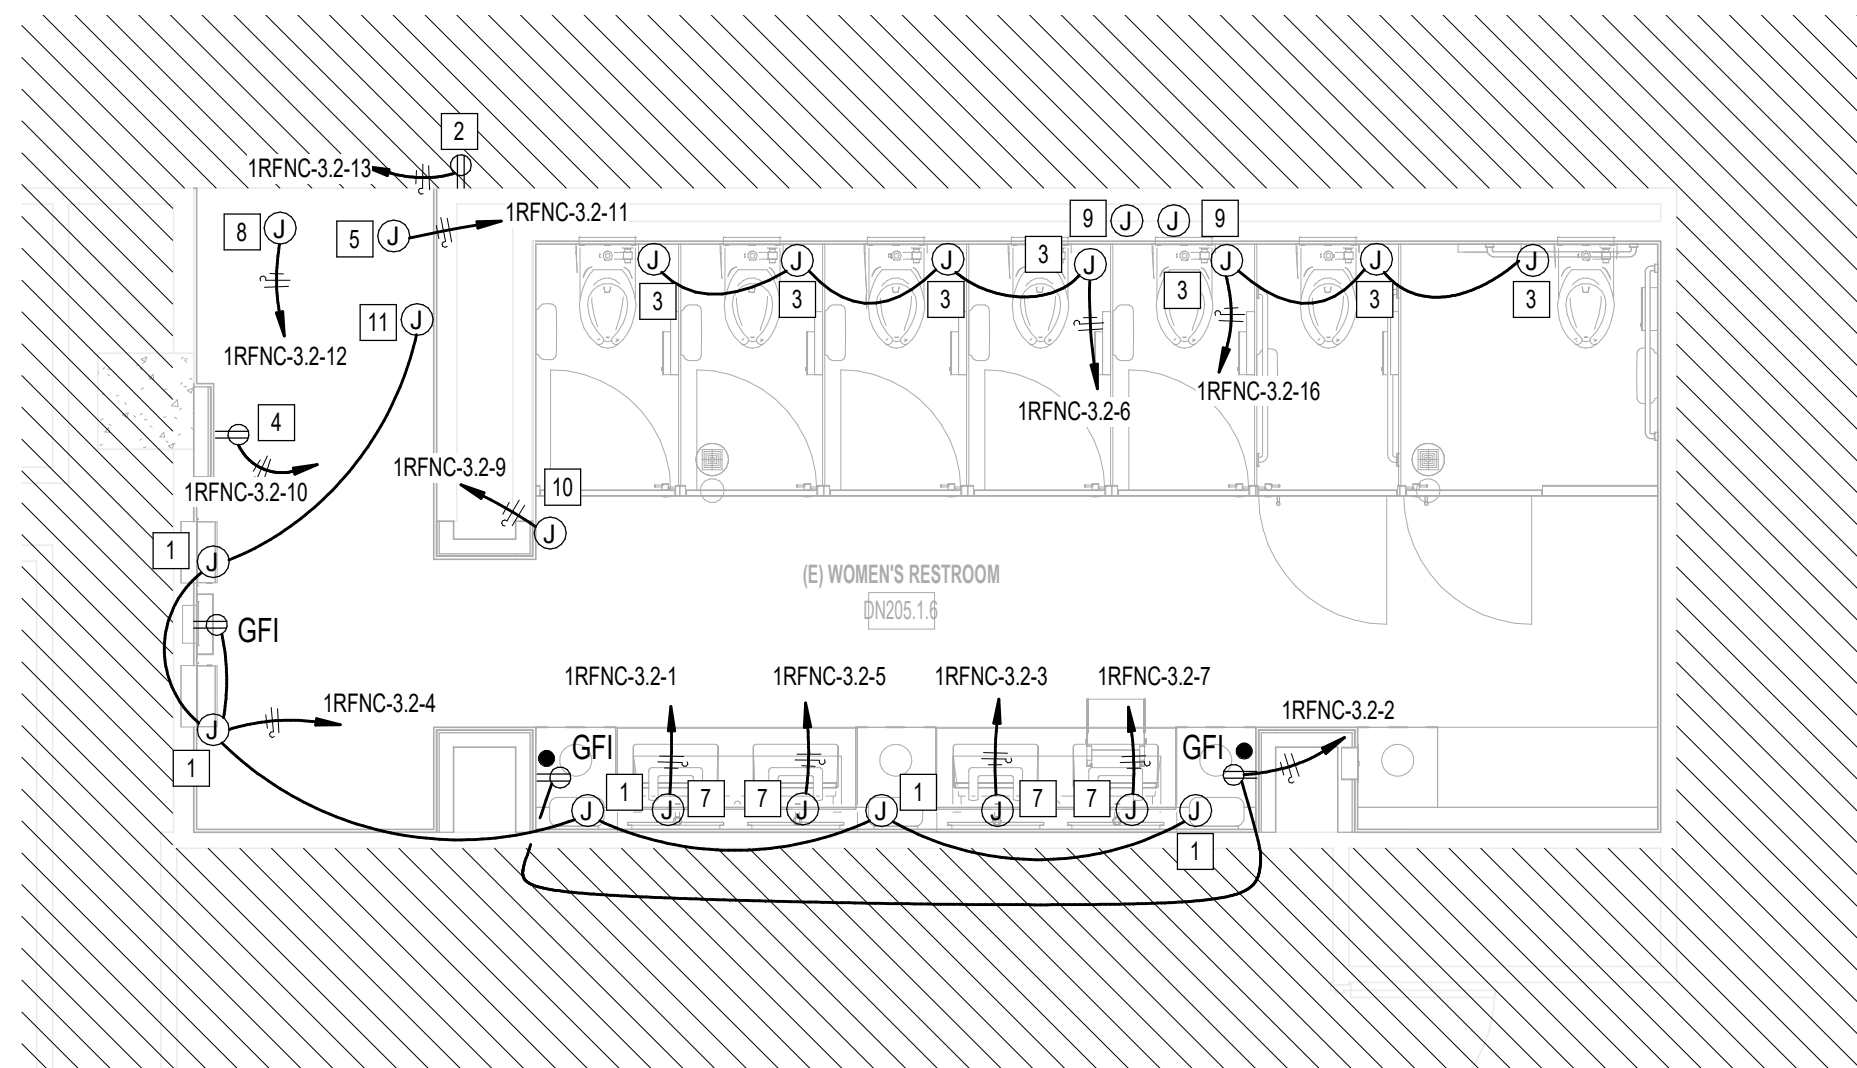 2
1RFNC-3.2-13
8
J
5
J
1RFNC-3.2-11
9
J
J
9
J
J
J
3
J
J
J
J
3
3
3
3
3
3
11
J
1RFNC-3.2-12
1RFNC-3.2-6
1RFNC-3.2-16
4
1RFNC-3.2-9
1RFNC-3.2-10
10
J
1
J
(E) WOMEN'S RESTROOM
DN205.1.6
GFI
1RFNC-3.2-1
1RFNC-3.2-5
1RFNC-3.2-3
1RFNC-3.2-7
1RFNC-3.2-4
1RFNC-3.2-2
J
1
GFI
GFI
J
1
J
7
7
J
J
1
J
7
7
J
J
1